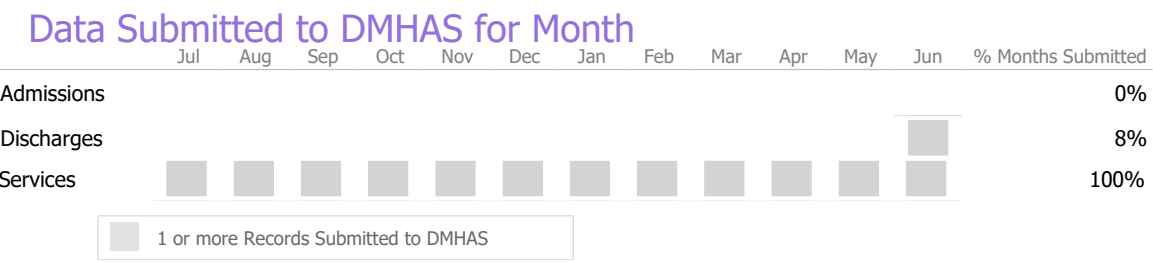 Data Submitted to DMHAS for Month
Jul Aug Sep Oct Nov Dec Jan Feb Mar Apr May Jun % Months Submitted
Admissions 0%
Discharges 8%
Services 100%
1 or more Records Submitted to DMHAS